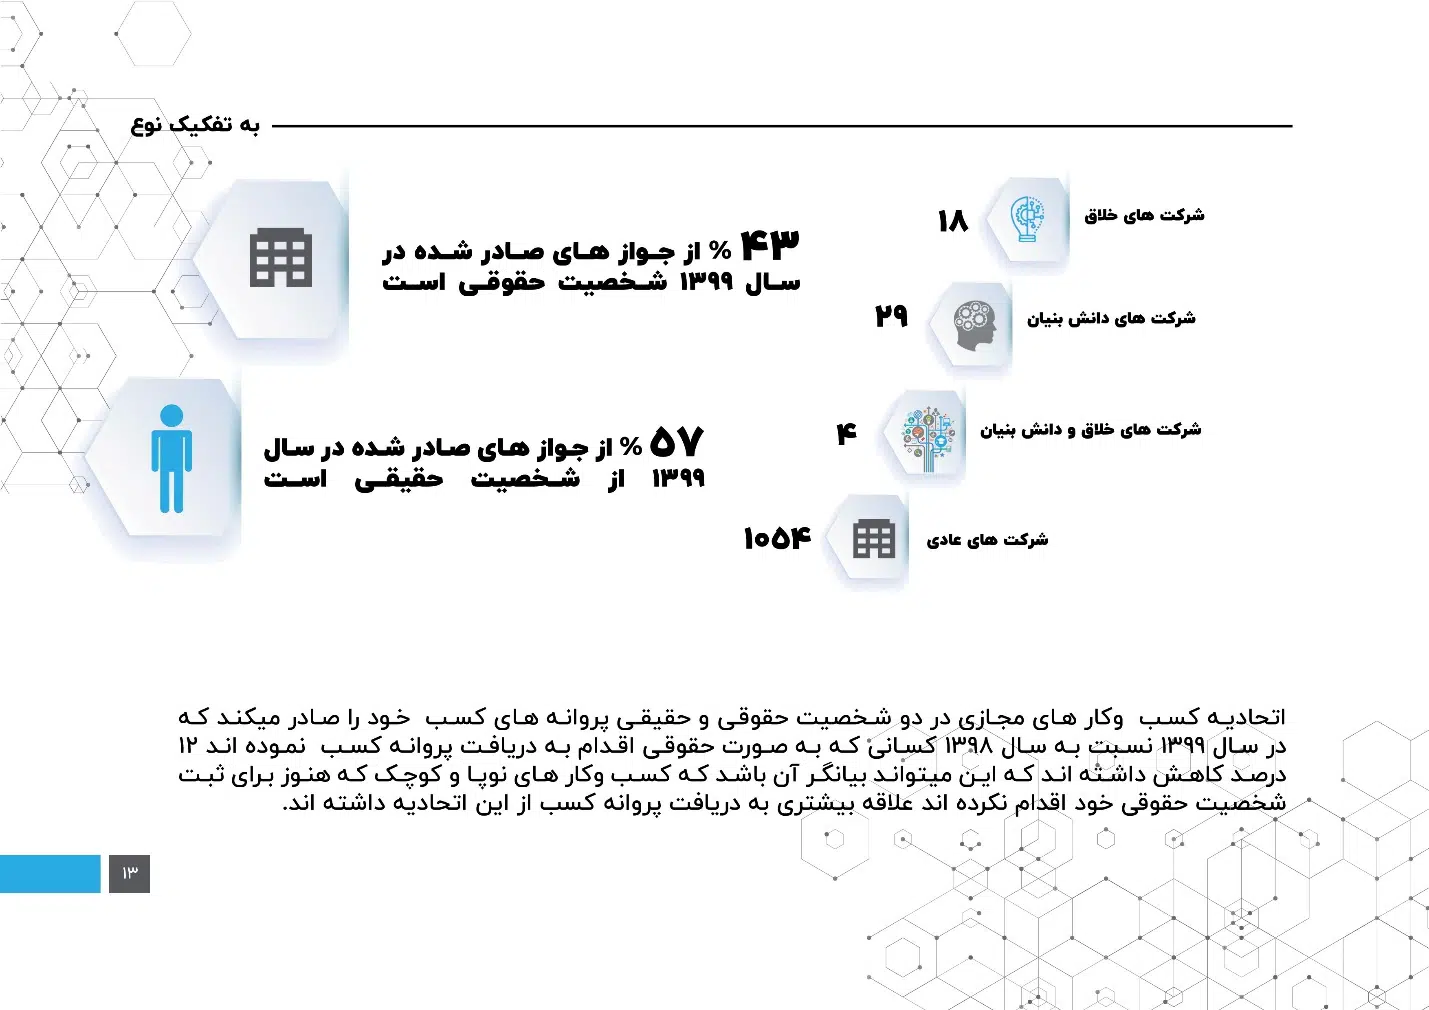 به تفکیک نوع
شرکت های خلاق
۱۸
شرکت های دانش بنیان
۲۹
شرکت های خلاق و دانش بنیان
۴
شرکت های عادی
۱۰۵۴
۴۳ % از جواز های صادر شده در
سال ۱۳۹۹ شخصیت حقوقی است
۵۷ % از جواز های صادر شده در سال
۱۳۹۹ از شخصیت حقیقی است
اتحادیه کسب وکار های مجازی در دو شخصیت حقوقی و حقیقی پروانه های کسب خود را صادر میکند که
در سال ۱۳۹۹ نسبت به سال ۱۳۹۸ کسانی که به صورت حقوقی اقدام به دریافت پروانه کسب نموده اند ۱۲
درصد کاهش داشته اند که این میتواند بیانگر آن باشد که کسب وکار های نوپا و کوچک که هنوز برای ثبت
شخصیت حقوقی خود اقدام نکرده اند علاقه بیشتری به دریافت پروانه کسب از این اتحادیه داشته اند.
۱۳